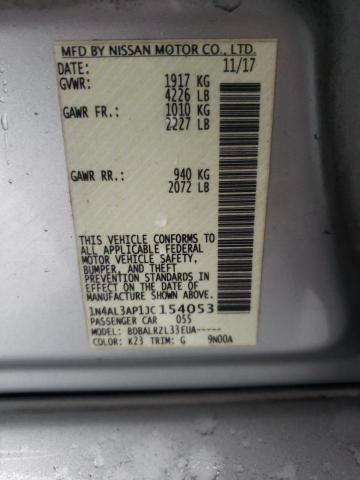 MFD BY NISSAN MOTOR CO., LTD.
DATE: 11/17
GVWR: 1917 KG
4226 LB
GAWR FR.: 1010 KG
2227 LB
GAWR RR.: 940 KG
2072 LB
THIS VEHICLE CONFORMS TO
ALL APPLICABLE FEDERAL
MOTOR VEHICLE SAFETY,
BUMPER, AND THEFT
PREVENTION STANDARDS
IN EFFECT ON THE DATE OF
MANUFACTURE SHOWN ABOVE.
1N4AL3AP1JC154053
PASSENGER CAR 055
MODEL: BDBALRZL33EUA-----
COLOR: K23 TRIM: G 9N00A